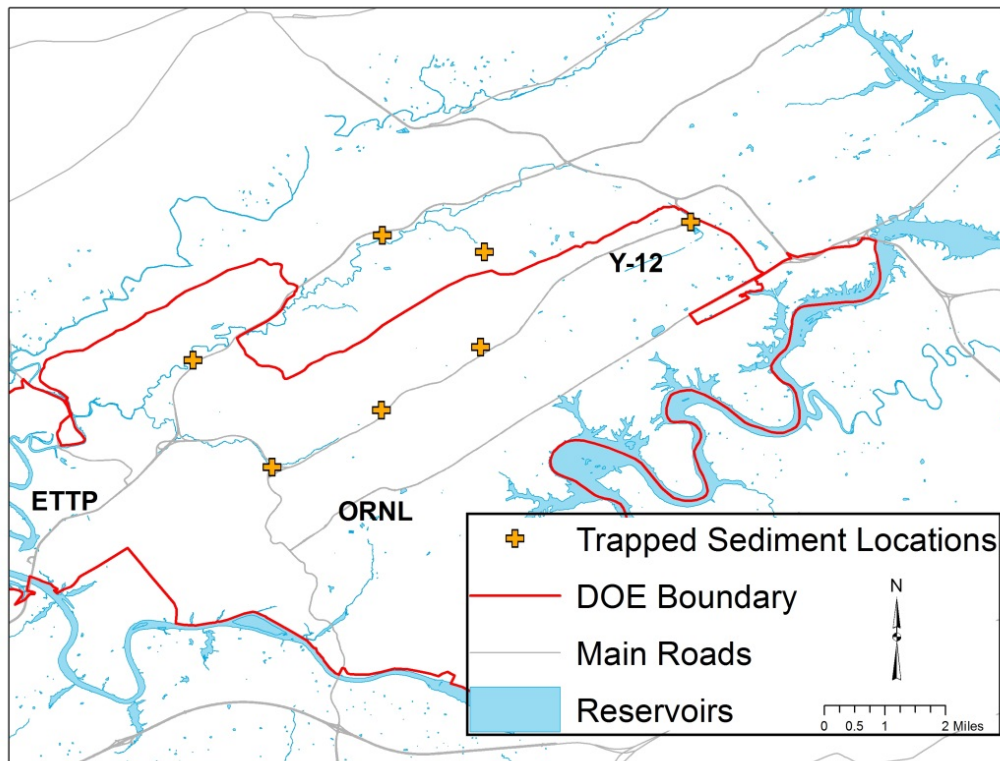 Y-12
ETTP
ORNL
Trapped Sediment Locations
DOE Boundary
Main Roads
Reservoirs
N
0 0.5 1 2 Miles